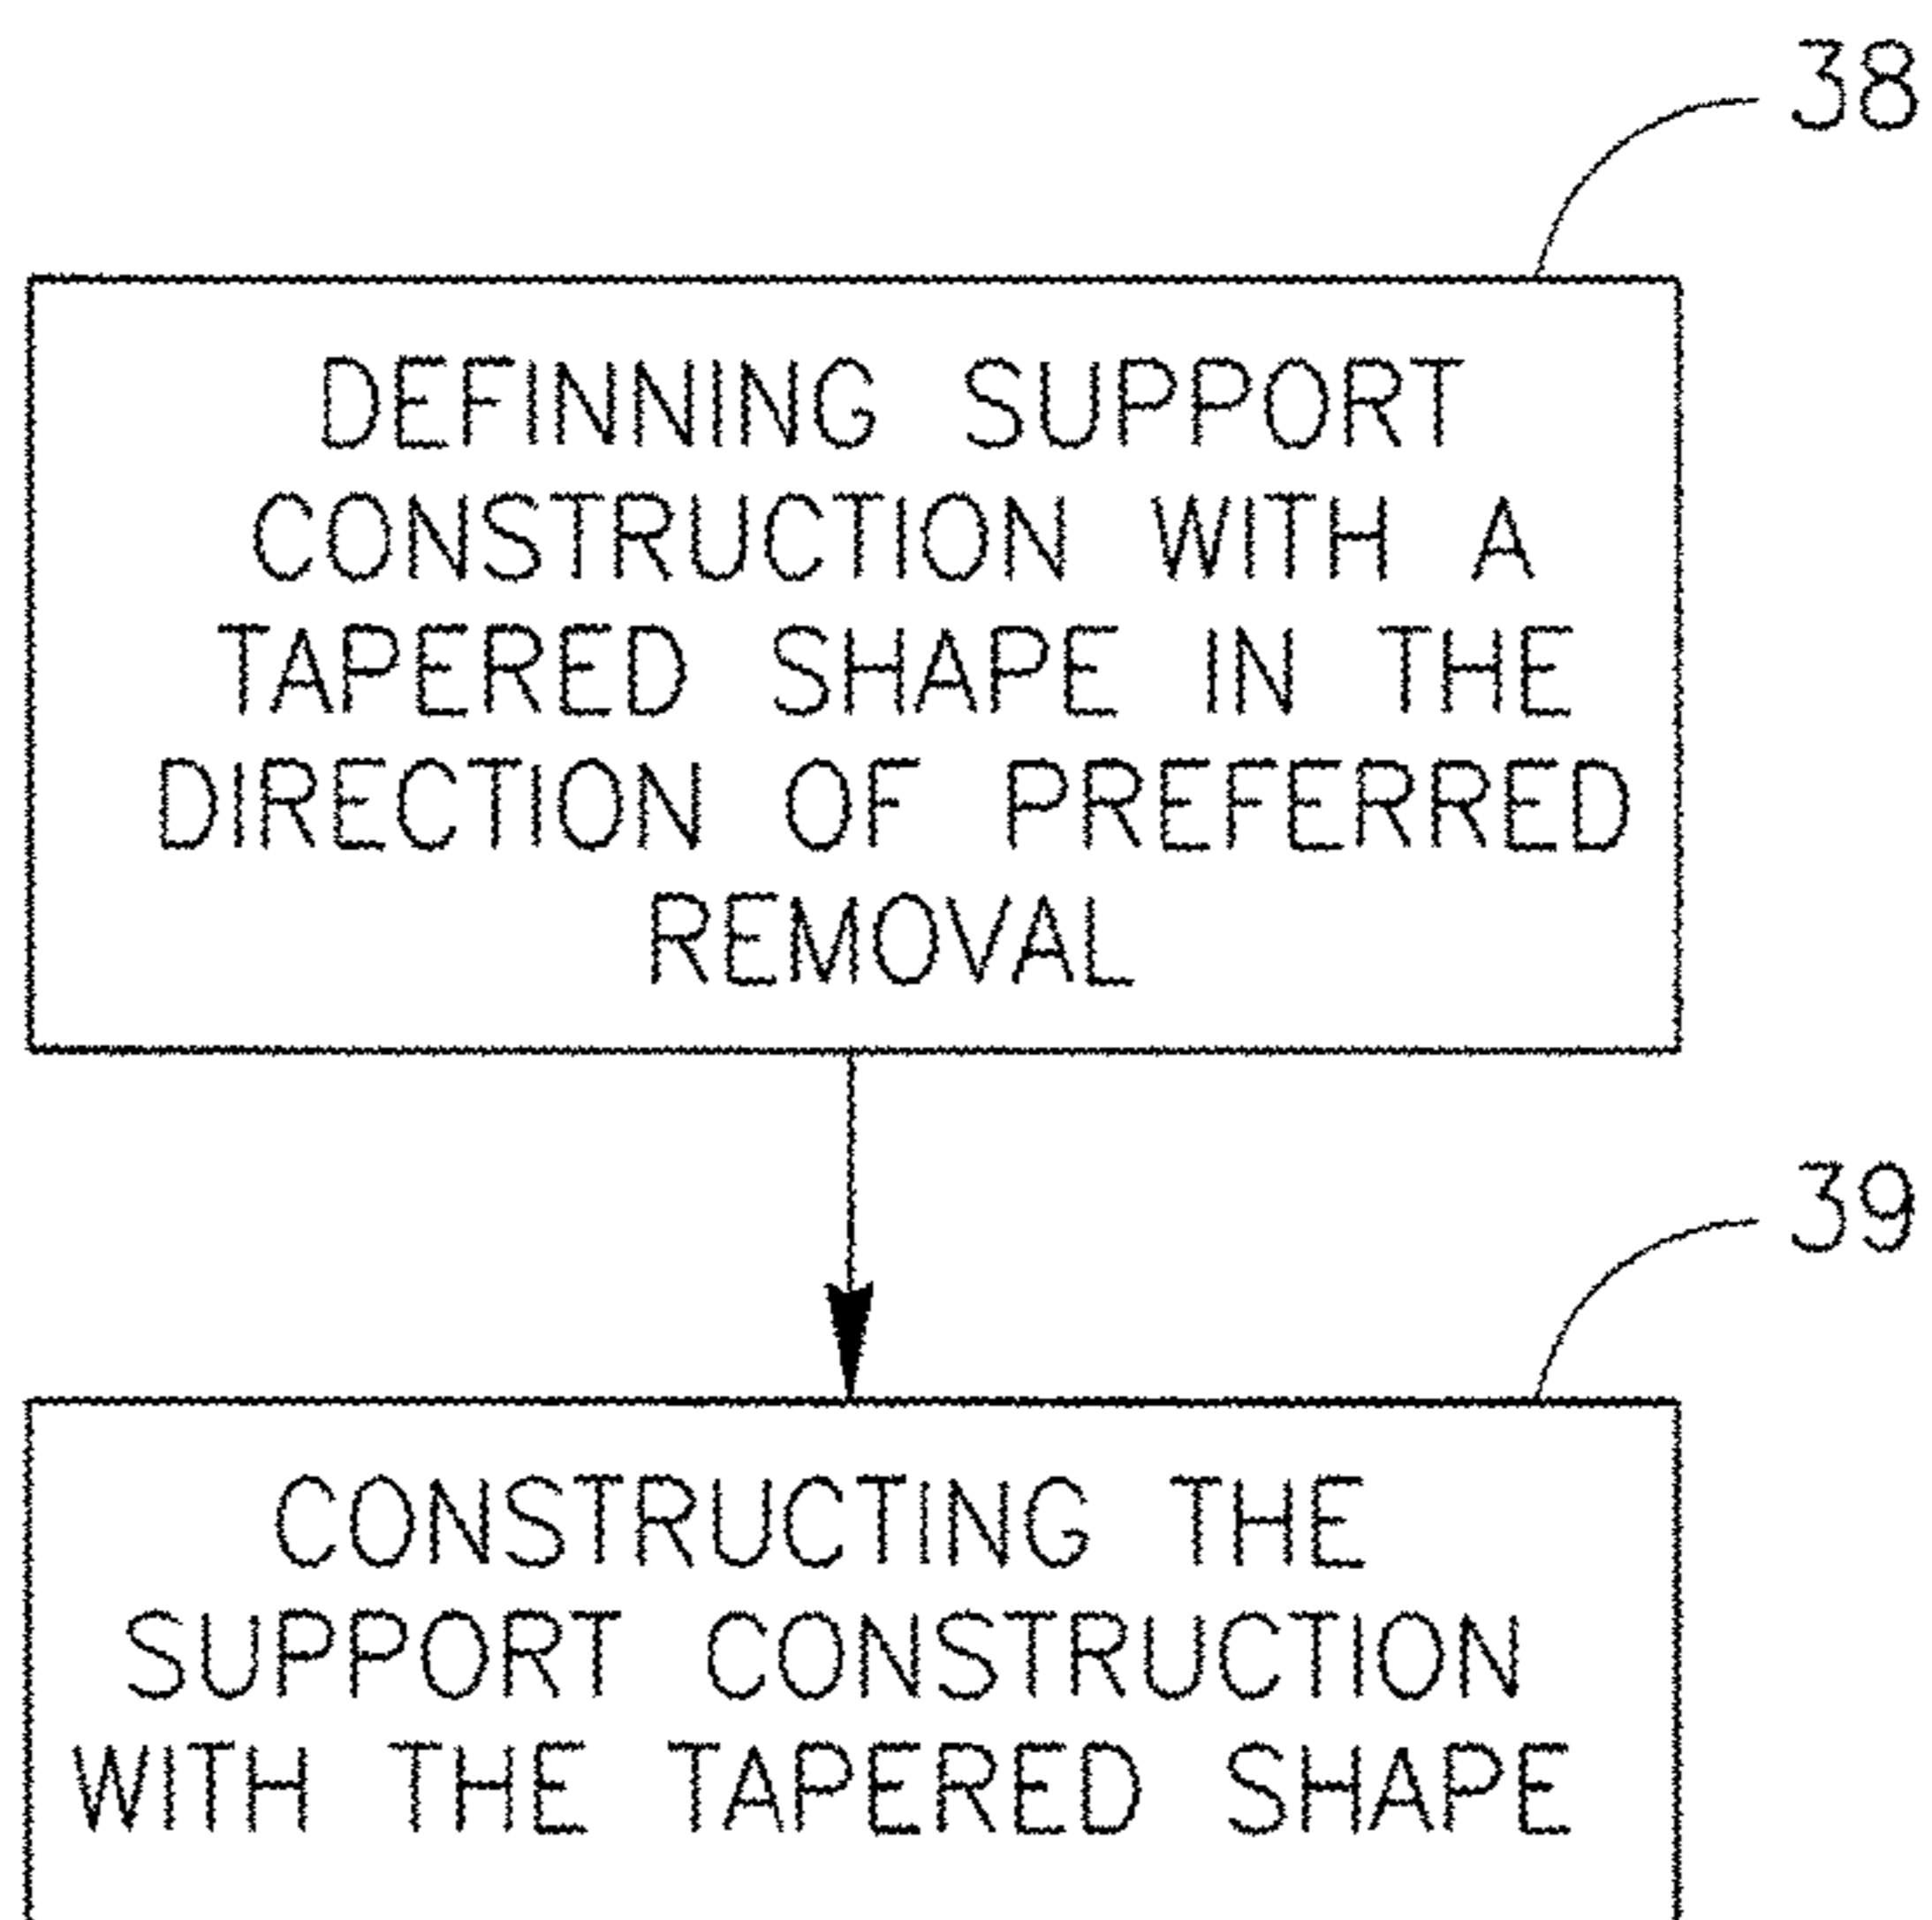 38
DEFINNING SUPPORT
CONSTRUCTION WITH A
TAPERED SHAPE IN THE
DIRECTION OF PREFERRED
REMOVAL
39
CONSTRUCTING THE
SUPPORT CONSTRUCTION
WITH THE TAPERED SHAPE